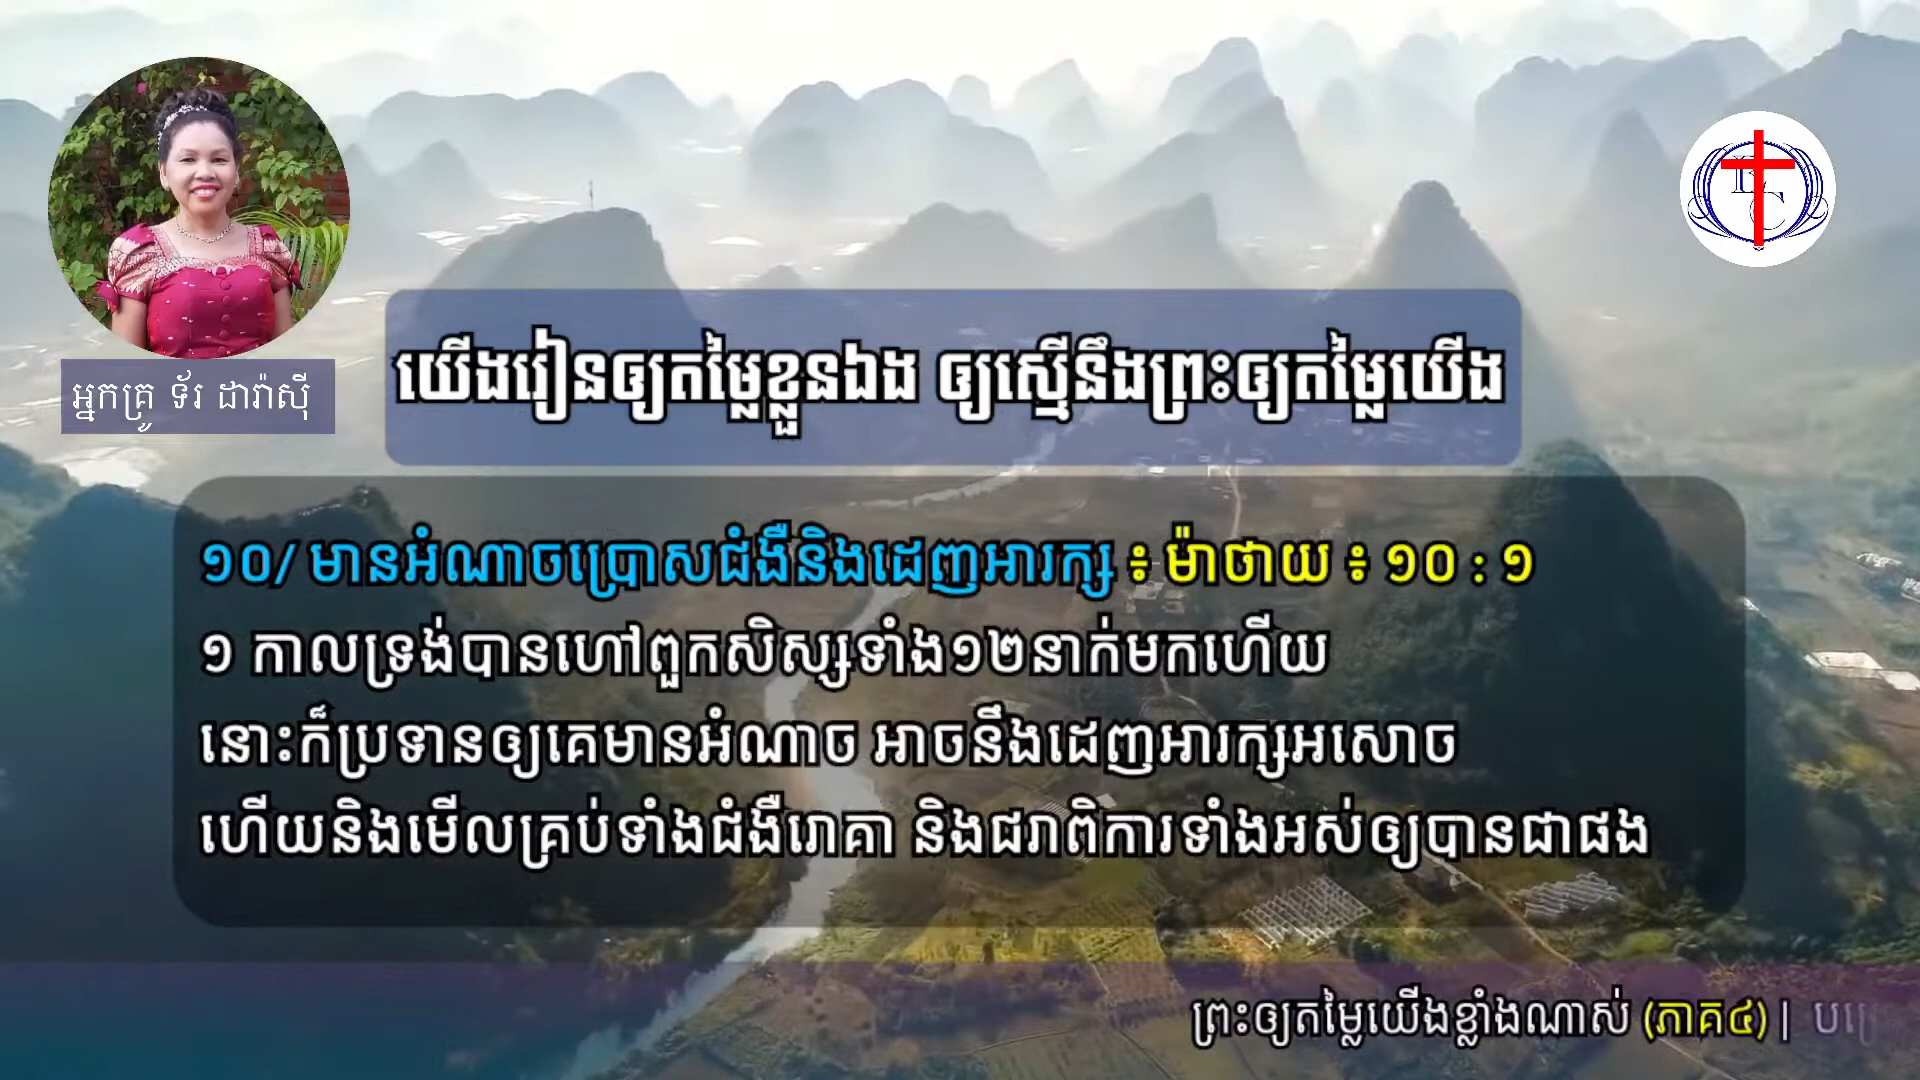 អ្នកគ្រូ ទ័រ ដារ៉ាស៊ី
យើងរៀនឲ្យតម្លៃខ្លួនឯង ឲ្យស្មើនឹងព្រះឲ្យតម្លៃយើង
១០/ មានអំណាចប្រោសជំងឺនិងដេញអារក្ស ៖ ម៉ាថាយ ៖ ១០ : ១
១ កាលទ្រង់បានហៅពួកសិស្សទាំង១២នាក់មកហើយ
នោះក៏ប្រទានឲ្យគេមានអំណាច អាចនឹងដេញអារក្សអសោច
ហើយនិងមើលគ្រប់ទាំងជំងឺរោគា និងជរាពិការទាំងអស់ឲ្យបានជាផង
ព្រះឲ្យតម្លៃយើងខ្លាំងណាស់ (ភាគ៤) |